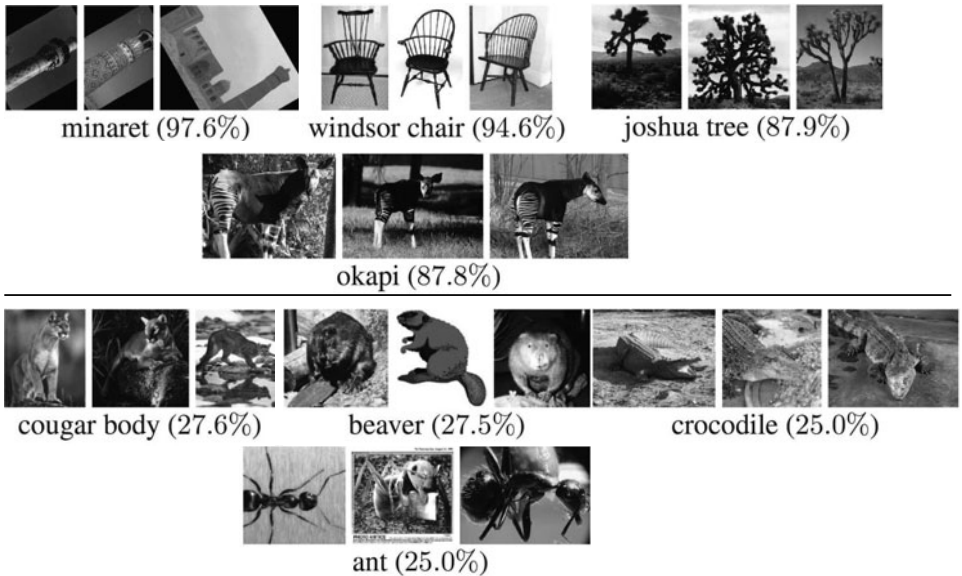 minaret (97.6%) windsor chair (94.6%) joshua tree (87.9%)
okapi (87.8%)
cougar body (27.6%) beaver (27.5%) crocodile (25.0%)
ant (25.0%)